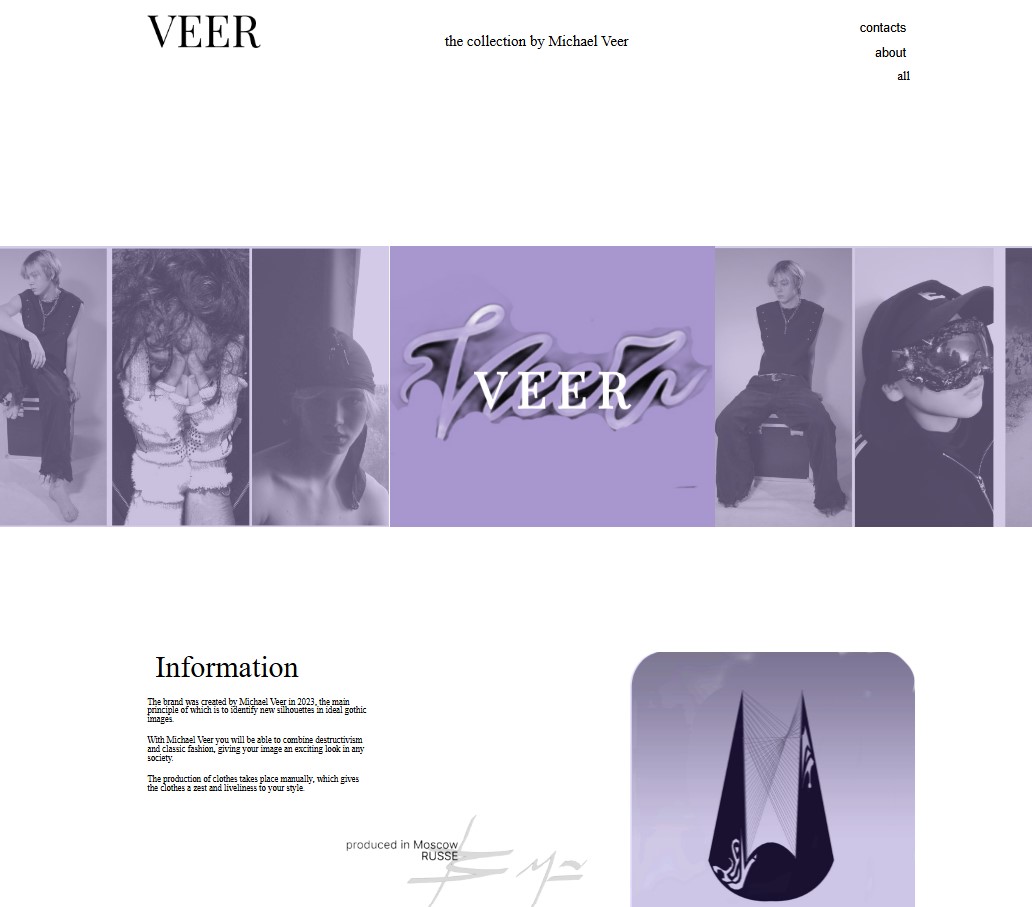 VEER
the collection by Michael Veer
contacts
about
all
Veer
VEER
Information
The brand was created by Michael Veer in 2023, the main
principle of which is to identify new silhouettes in ideal gothic
images.
With Michael Veer you will be able to combine destructivism
and classic fashion, giving your image an exciting look in any
society.
The production of clothes takes place manually, which gives
the clothes a zest and liveliness to your style.
produced in Moscow
RUSSE